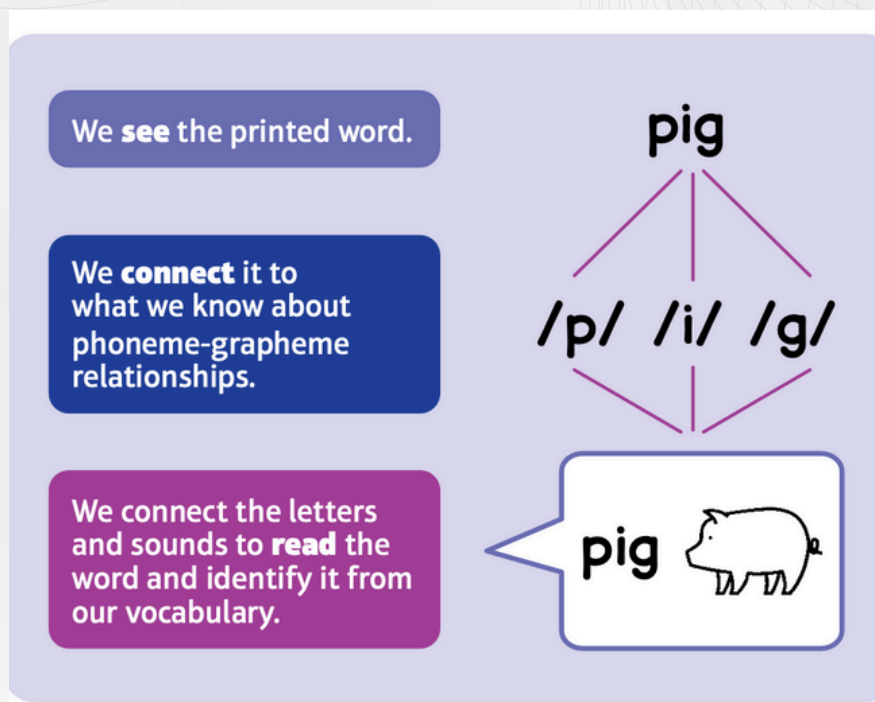 We see the printed word.
pig
We connect it to
what we know about
phoneme-grapheme
relationships.
/p/ /i/ /g/
We connect the letters
and sounds to read the
word and identify it from
our vocabulary.
pig